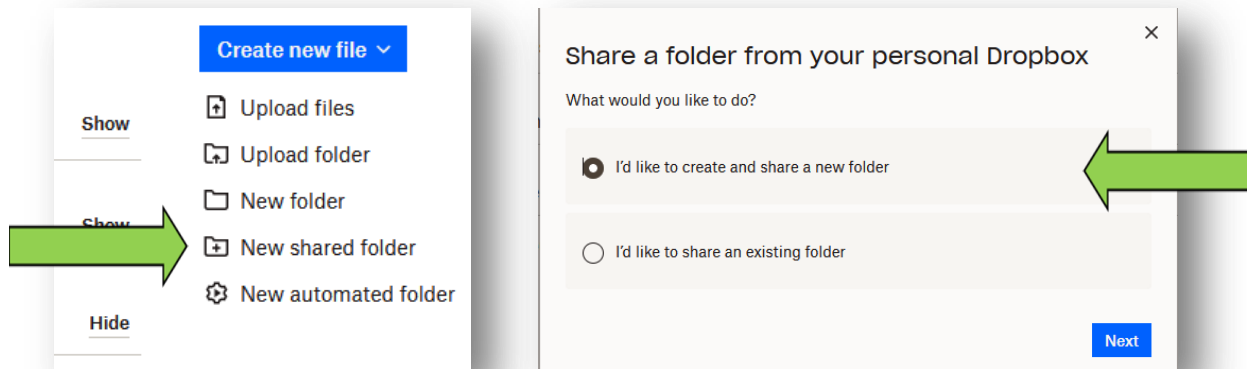 Create new file
Upload files
Show
Upload folder
New folder
Show
New shared folder
New automated folder
Hide
Share a folder from your personal Dropbox
What would you like to do?
I'd like to create and share a new folder
I'd like to share an existing folder
Next